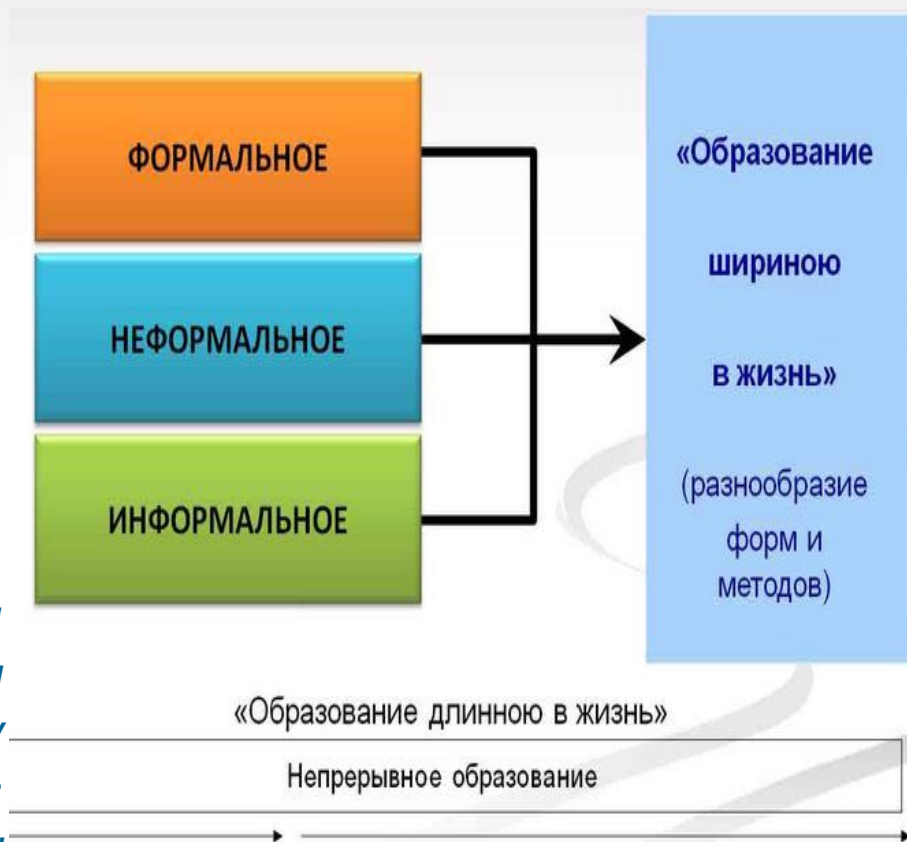 ФОРМАЛЬНОЕ
НЕФОРМАЛЬНОЕ
ИНФОРМАЛЬНОЕ
«Образование
шириною
в жизнь»
(разнообразие
форм и
методов)
«Образование длинною в жизнь»
Непрерывное образование